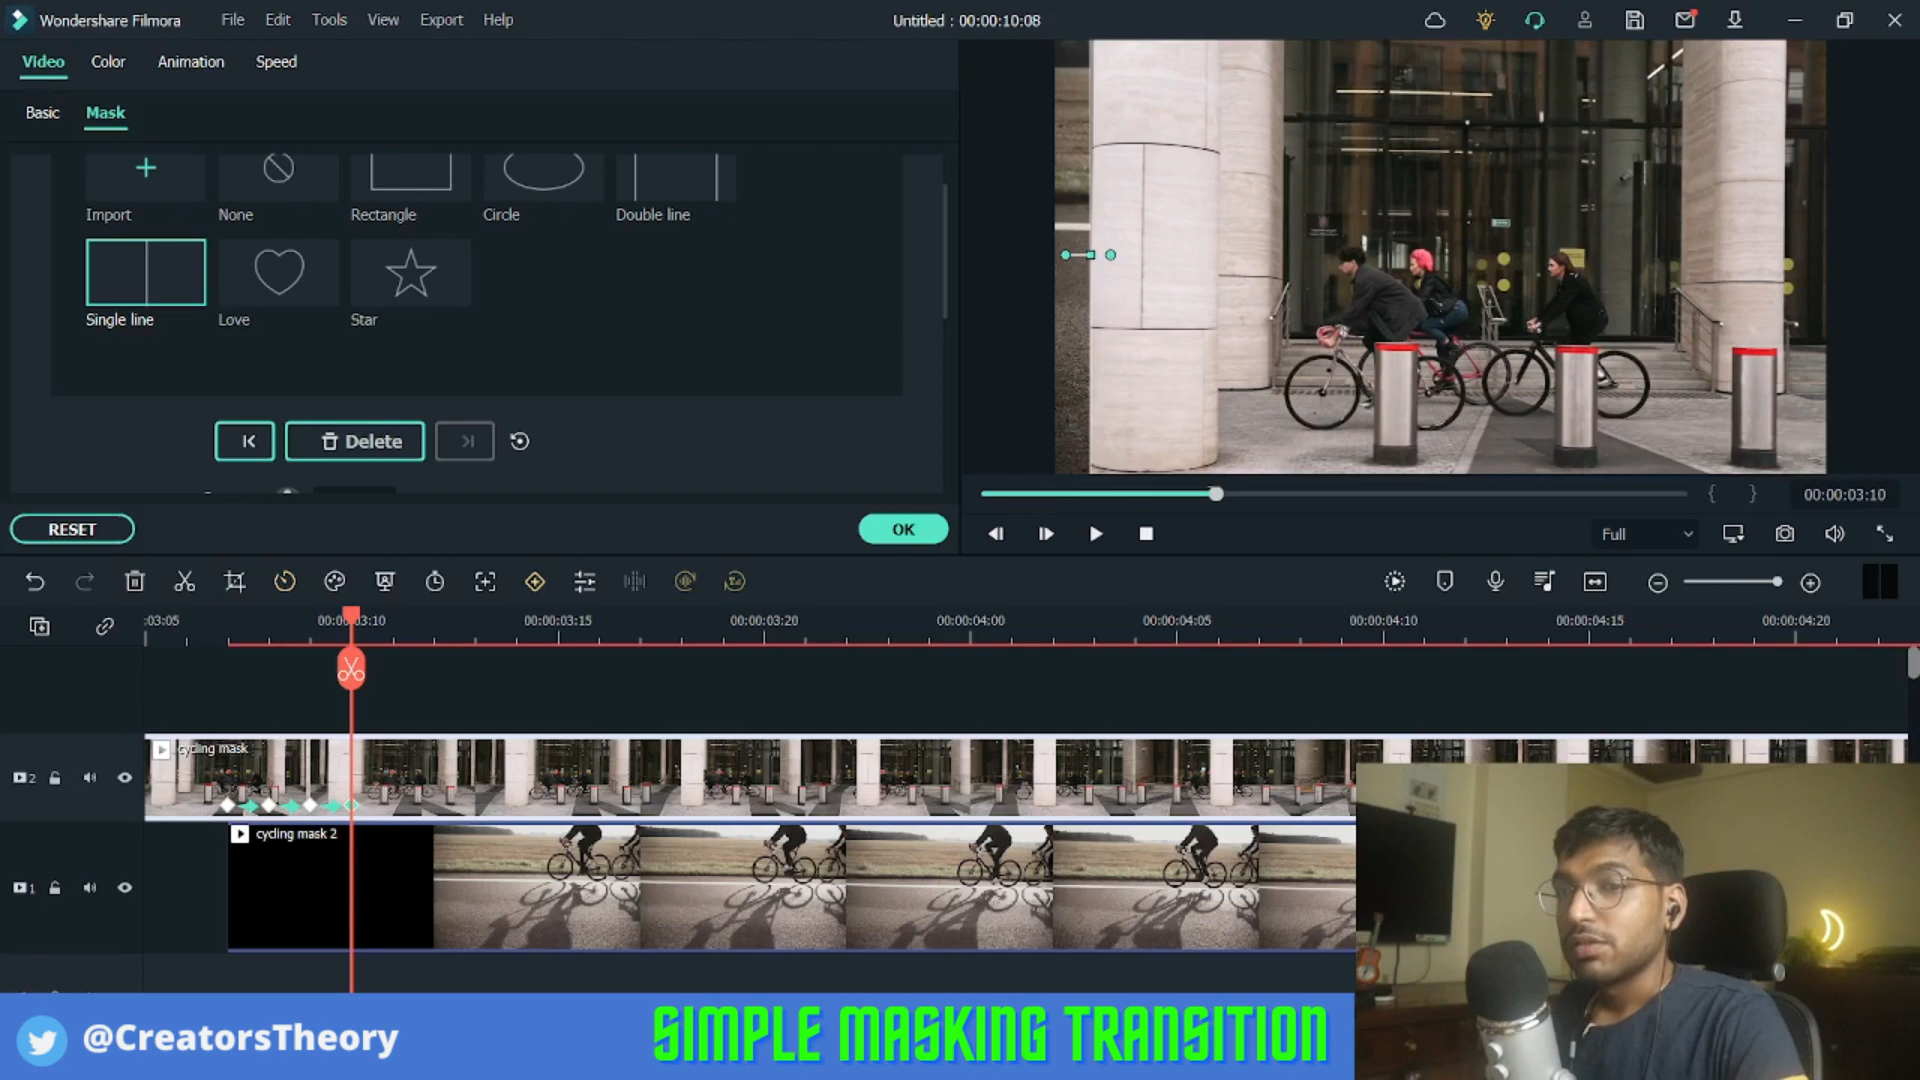 Wondershare Filmora
File
Edit
Tools
View
Export
Help
Untitled : 00:00:10:08
Video
Color
Animation
Speed
Basic
Mask
Import
None
Rectangle
Circle
Double line
Single line
Love
Star
Delete
RESET
OK
00:00:03:10
Full
:03:05
00:00:03:10
00:00:03:15
00:00:03:20
00:00:04:00
00:00:04:05
00:00:04:10
00:00:04:15
00:00:04:20
2
cycling mask
1
cycling mask 2
@CreatorsTheory
SIMPLE MASKING TRANSITION